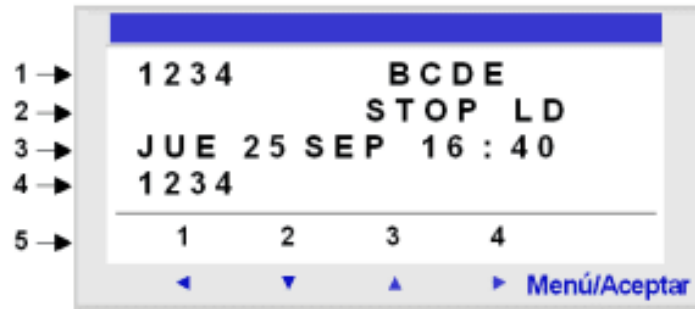 1 → 1234 BCDE
2 → STOP LD
3 → JUE 25 SEP 16 : 40
4 → 1234
5 → 1 2 3 4
◄ ▼ ▲ ► Menú/Aceptar